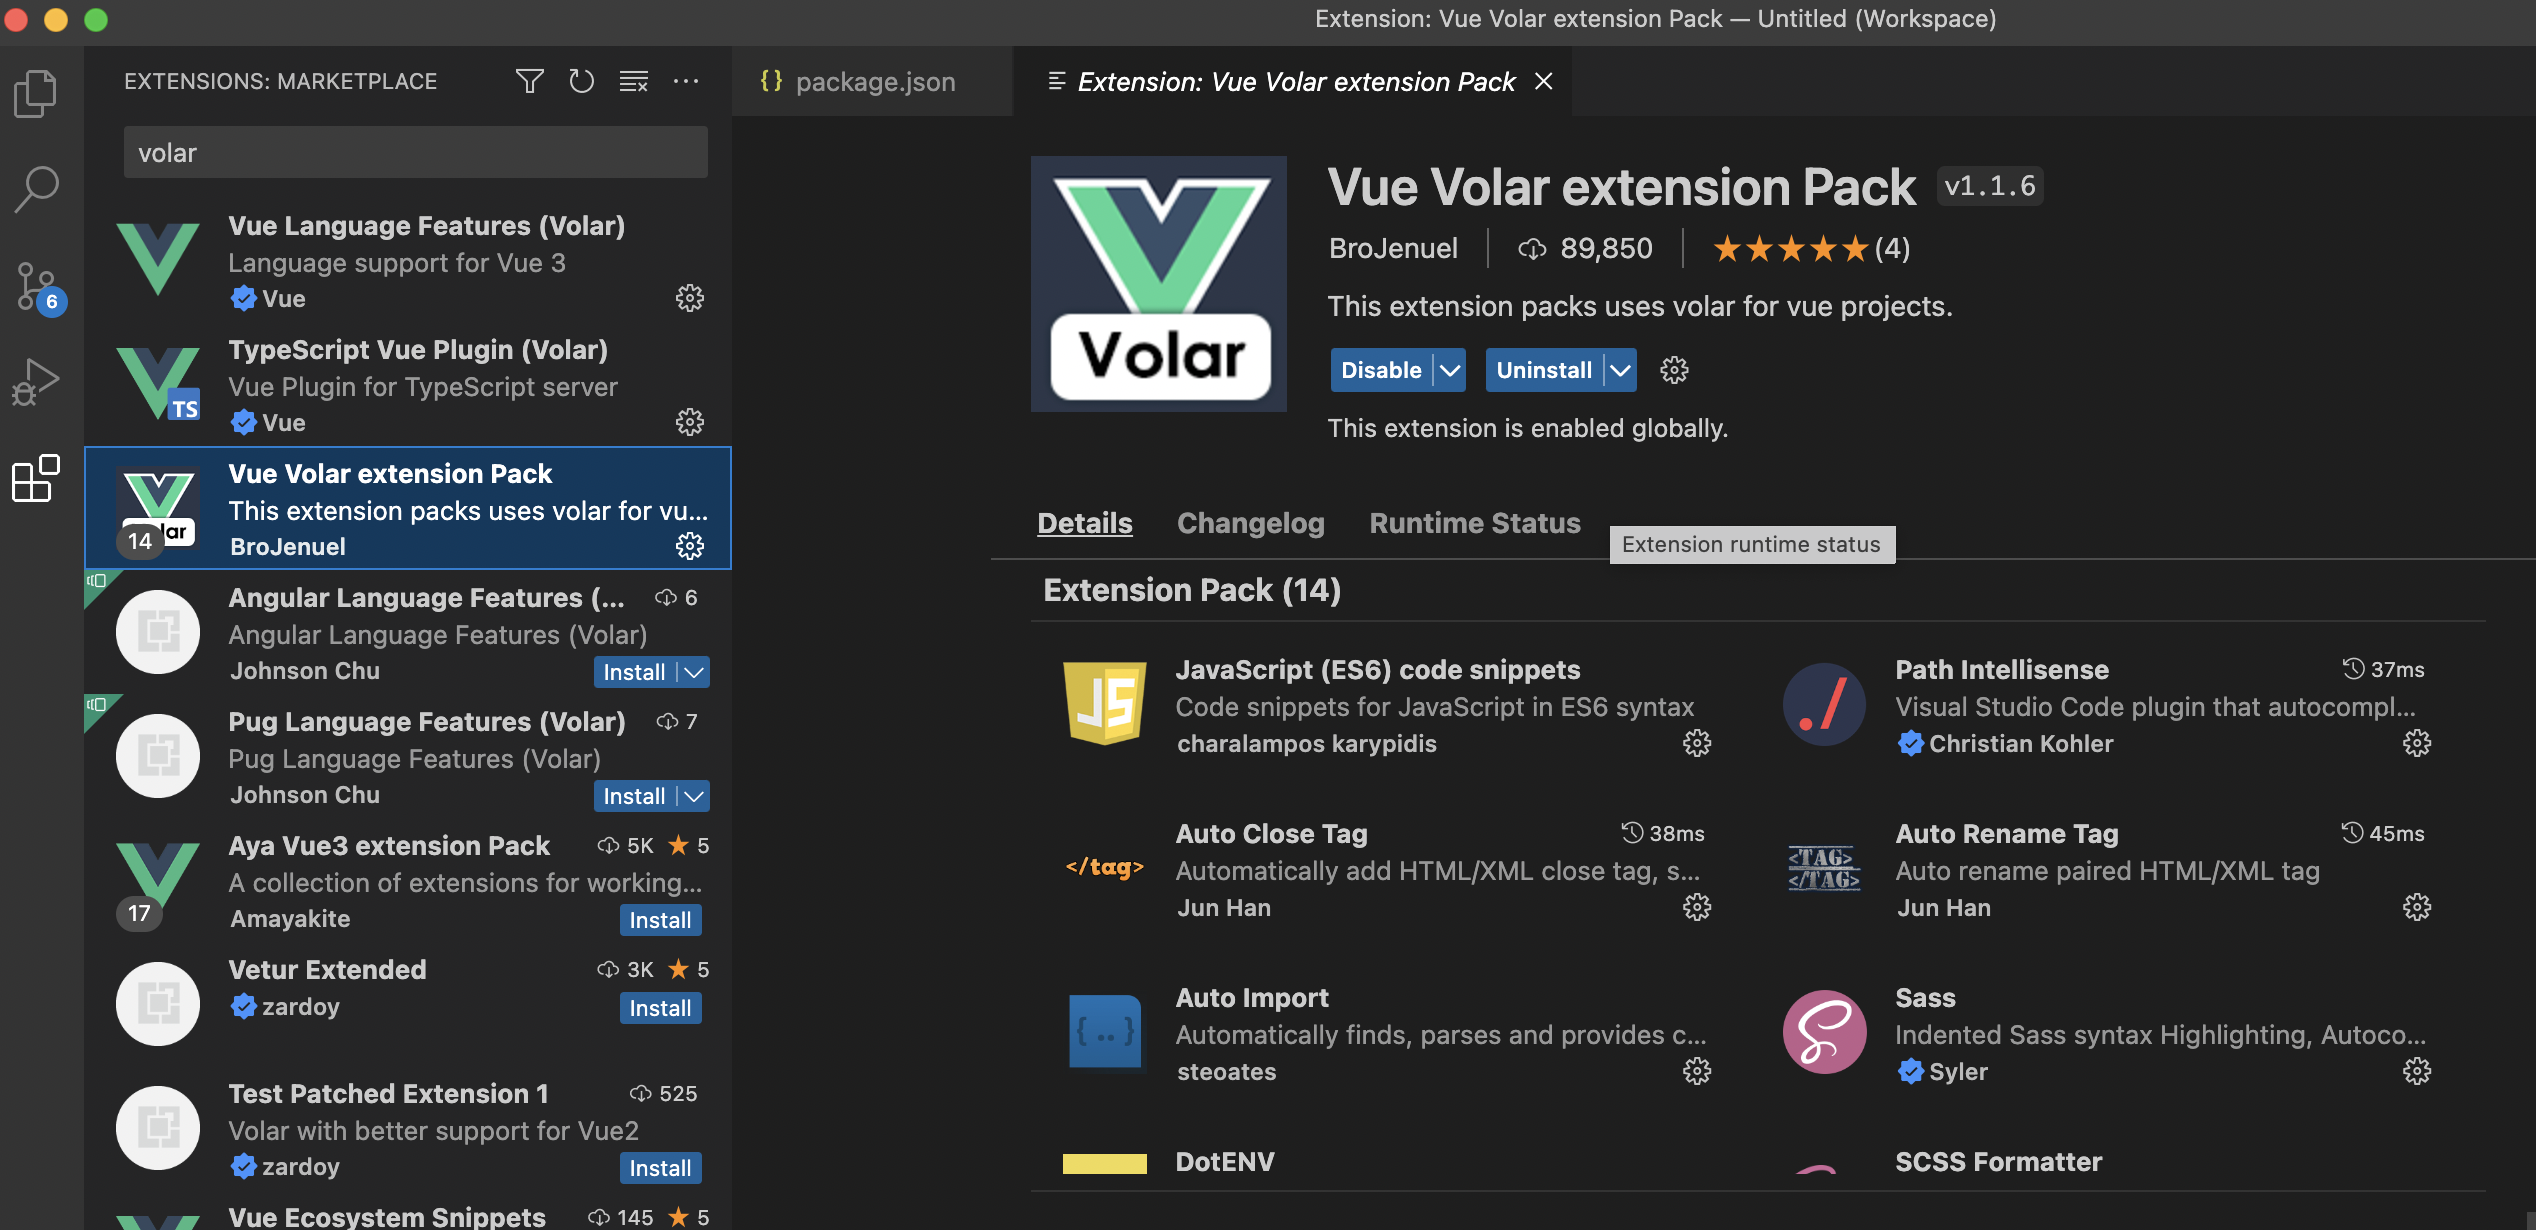 Extension: Vue Volar extension Pack — Untitled (Workspace)
EXTENSIONS: MARKETPLACE
volar
Vue Language Features (Volar)
Language support for Vue 3
Vue
TypeScript Vue Plugin (Volar)
Vue Plugin for TypeScript server
Vue
TS
Vue Volar extension Pack
This extension packs uses volar for vu...
BroJenuel
14
lar
Angular Language Features (... 6
Angular Language Features (Volar)
Johnson Chu
Install
Pug Language Features (Volar) 7
Pug Language Features (Volar)
Johnson Chu
Install
Aya Vue3 extension Pack 5K ★ 5
A collection of extensions for working...
Amayakite
17
Install
Vetur Extended 3K ★ 5
zardoy
Install
Test Patched Extension 1 525
Volar with better support for Vue2
zardoy
Install
Vue Ecosystem Snippets 145 ★ 5
6
{} package.json
Extension: Vue Volar extension Pack
Volar
Vue Volar extension Pack v1.1.6
BroJenuel | 89,850 | ★★★★★(4)
This extension packs uses volar for vue projects.
Disable Uninstall
This extension is enabled globally.
Details Changelog Runtime Status
Extension runtime status
Extension Pack (14)
JS
JavaScript (ES6) code snippets
Code snippets for JavaScript in ES6 syntax
charalampos karypidis
./
Path Intellisense 37ms
Visual Studio Code plugin that autocompl...
Christian Kohler
</tag>
Auto Close Tag 38ms
Automatically add HTML/XML close tag, s...
Jun Han
<TAG>
</TAG>
Auto Rename Tag 45ms
Auto rename paired HTML/XML tag
Jun Han
{..}
Auto Import
Automatically finds, parses and provides c...
steoates
Sass
Indented Sass syntax Highlighting, Autoco...
Syler
DotENV
SCSS Formatter